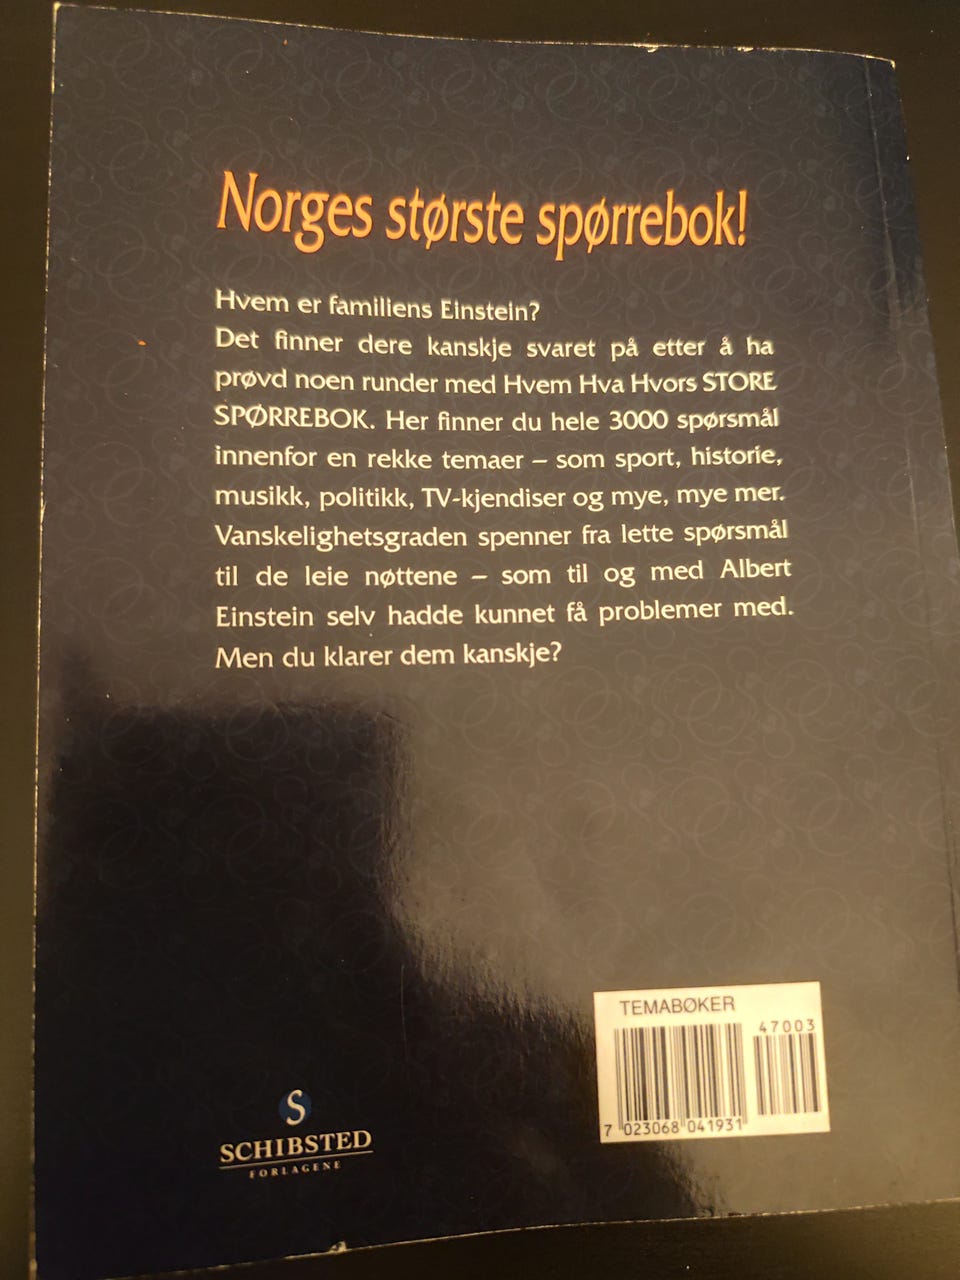 Norges største spørrebok!
Hvem er familiens Einstein?
Det finner dere kanskje svaret på etter å ha
prøvd noen runder med Hvem Hva Hvors STORE
SPØRREBOK. Her finner du hele 3000 spørsmål
innenfor en rekke temaer – som sport, historie,
musikk, politikk, TV-kjendiser og mye, mye mer.
Vanskelighetsgraden spenner fra lette spørsmål
til de leie nøttene – som til og med Albert
Einstein selv hadde kunnet få problemer med.
Men du klarer dem kanskje?
TEMABØKER
47003
7 023068 041931
S
SCHIBSTED
FORLAGENE